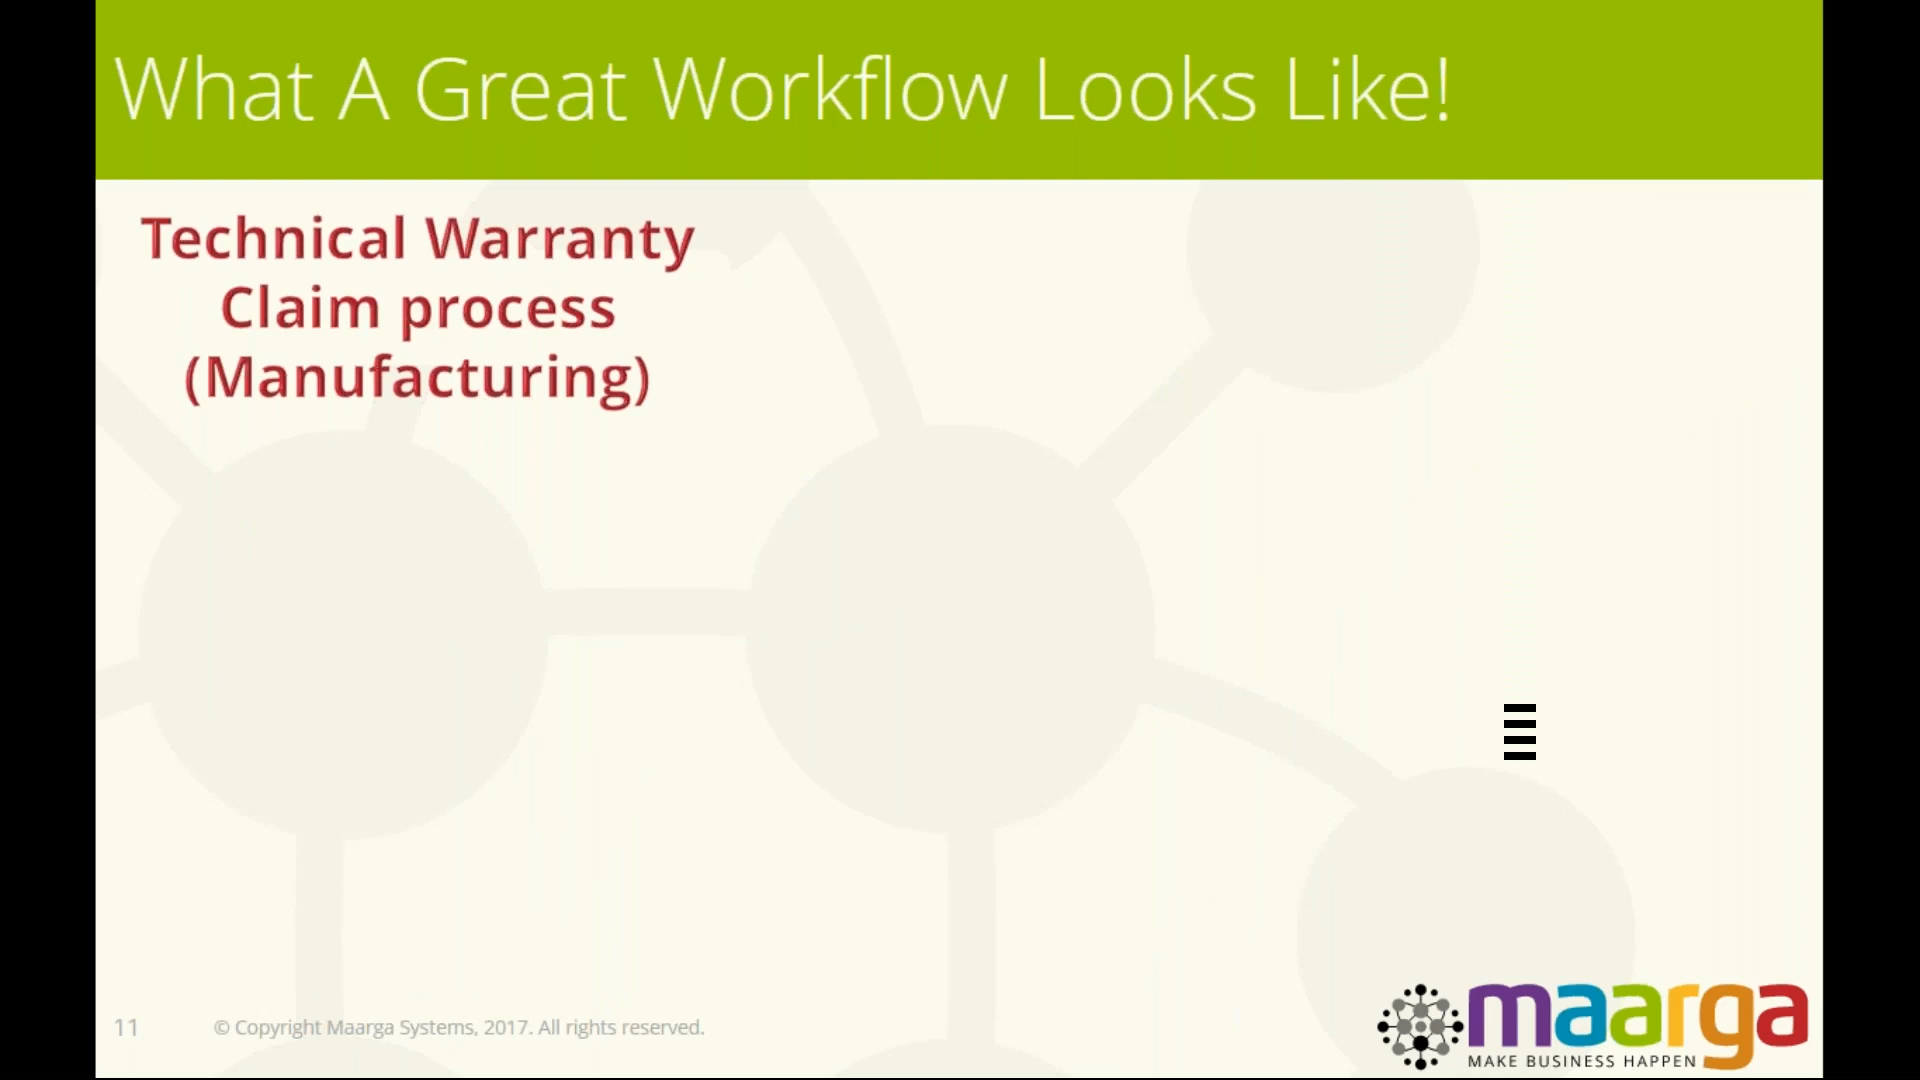 What A Great Workflow Looks Like!
Technical Warranty
Claim process
(Manufacturing)
11
© Copyright Maarga Systems, 2017. All rights reserved.
maarga
MAKE BUSINESS HAPPEN